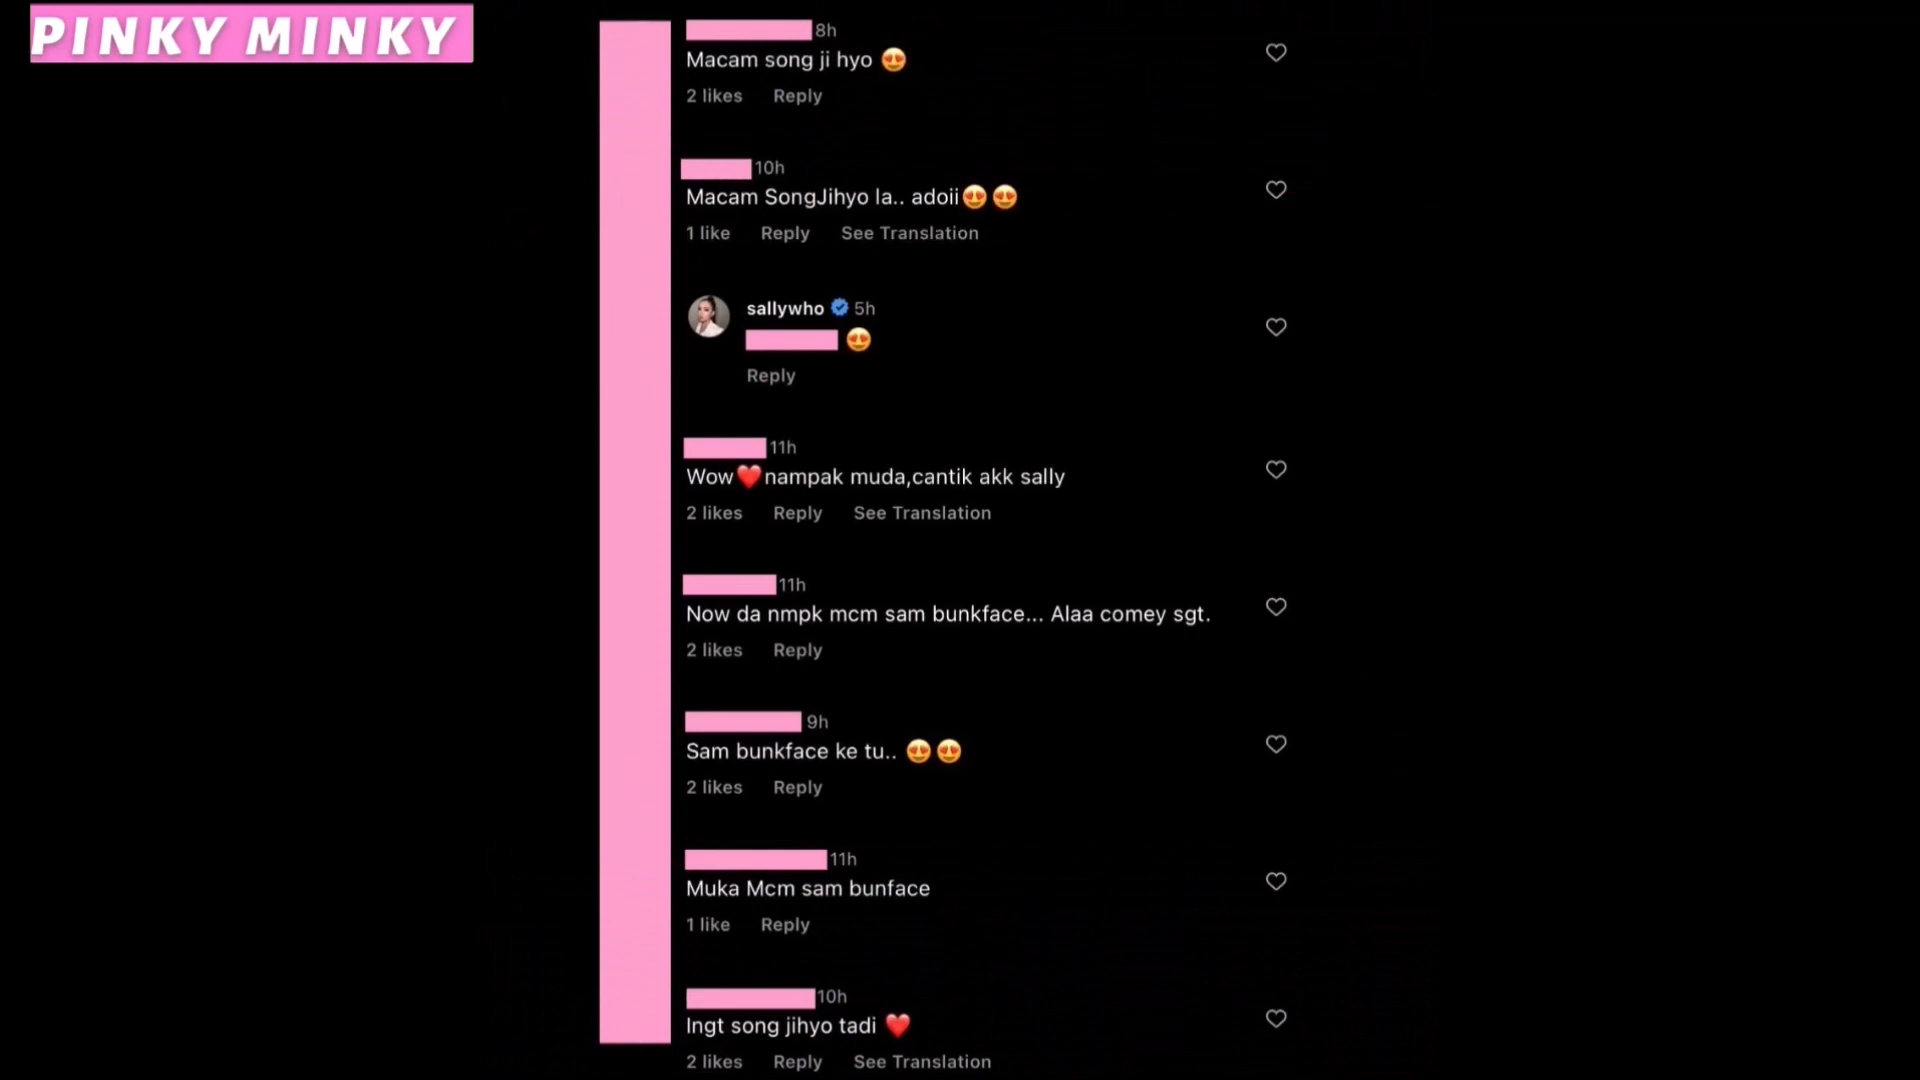 PINKY MINKY
8h
Macam song ji hyo 😍
2 likes Reply
10h
Macam SongJihyo la.. adoii😍😍
1 like Reply See Translation
sallywho 5h
😍
Reply
11h
Wow❤️nampak muda,cantik akk sally
2 likes Reply See Translation
11h
Now da nmpk mcm sam bunkface... Alaa comey sgt.
2 likes Reply
9h
Sam bunkface ke tu.. 😍😍
2 likes Reply
11h
Muka Mcm sam bunface
1 like Reply
10h
Ingt song jihyo tadi ❤️
2 likes Reply See Translation